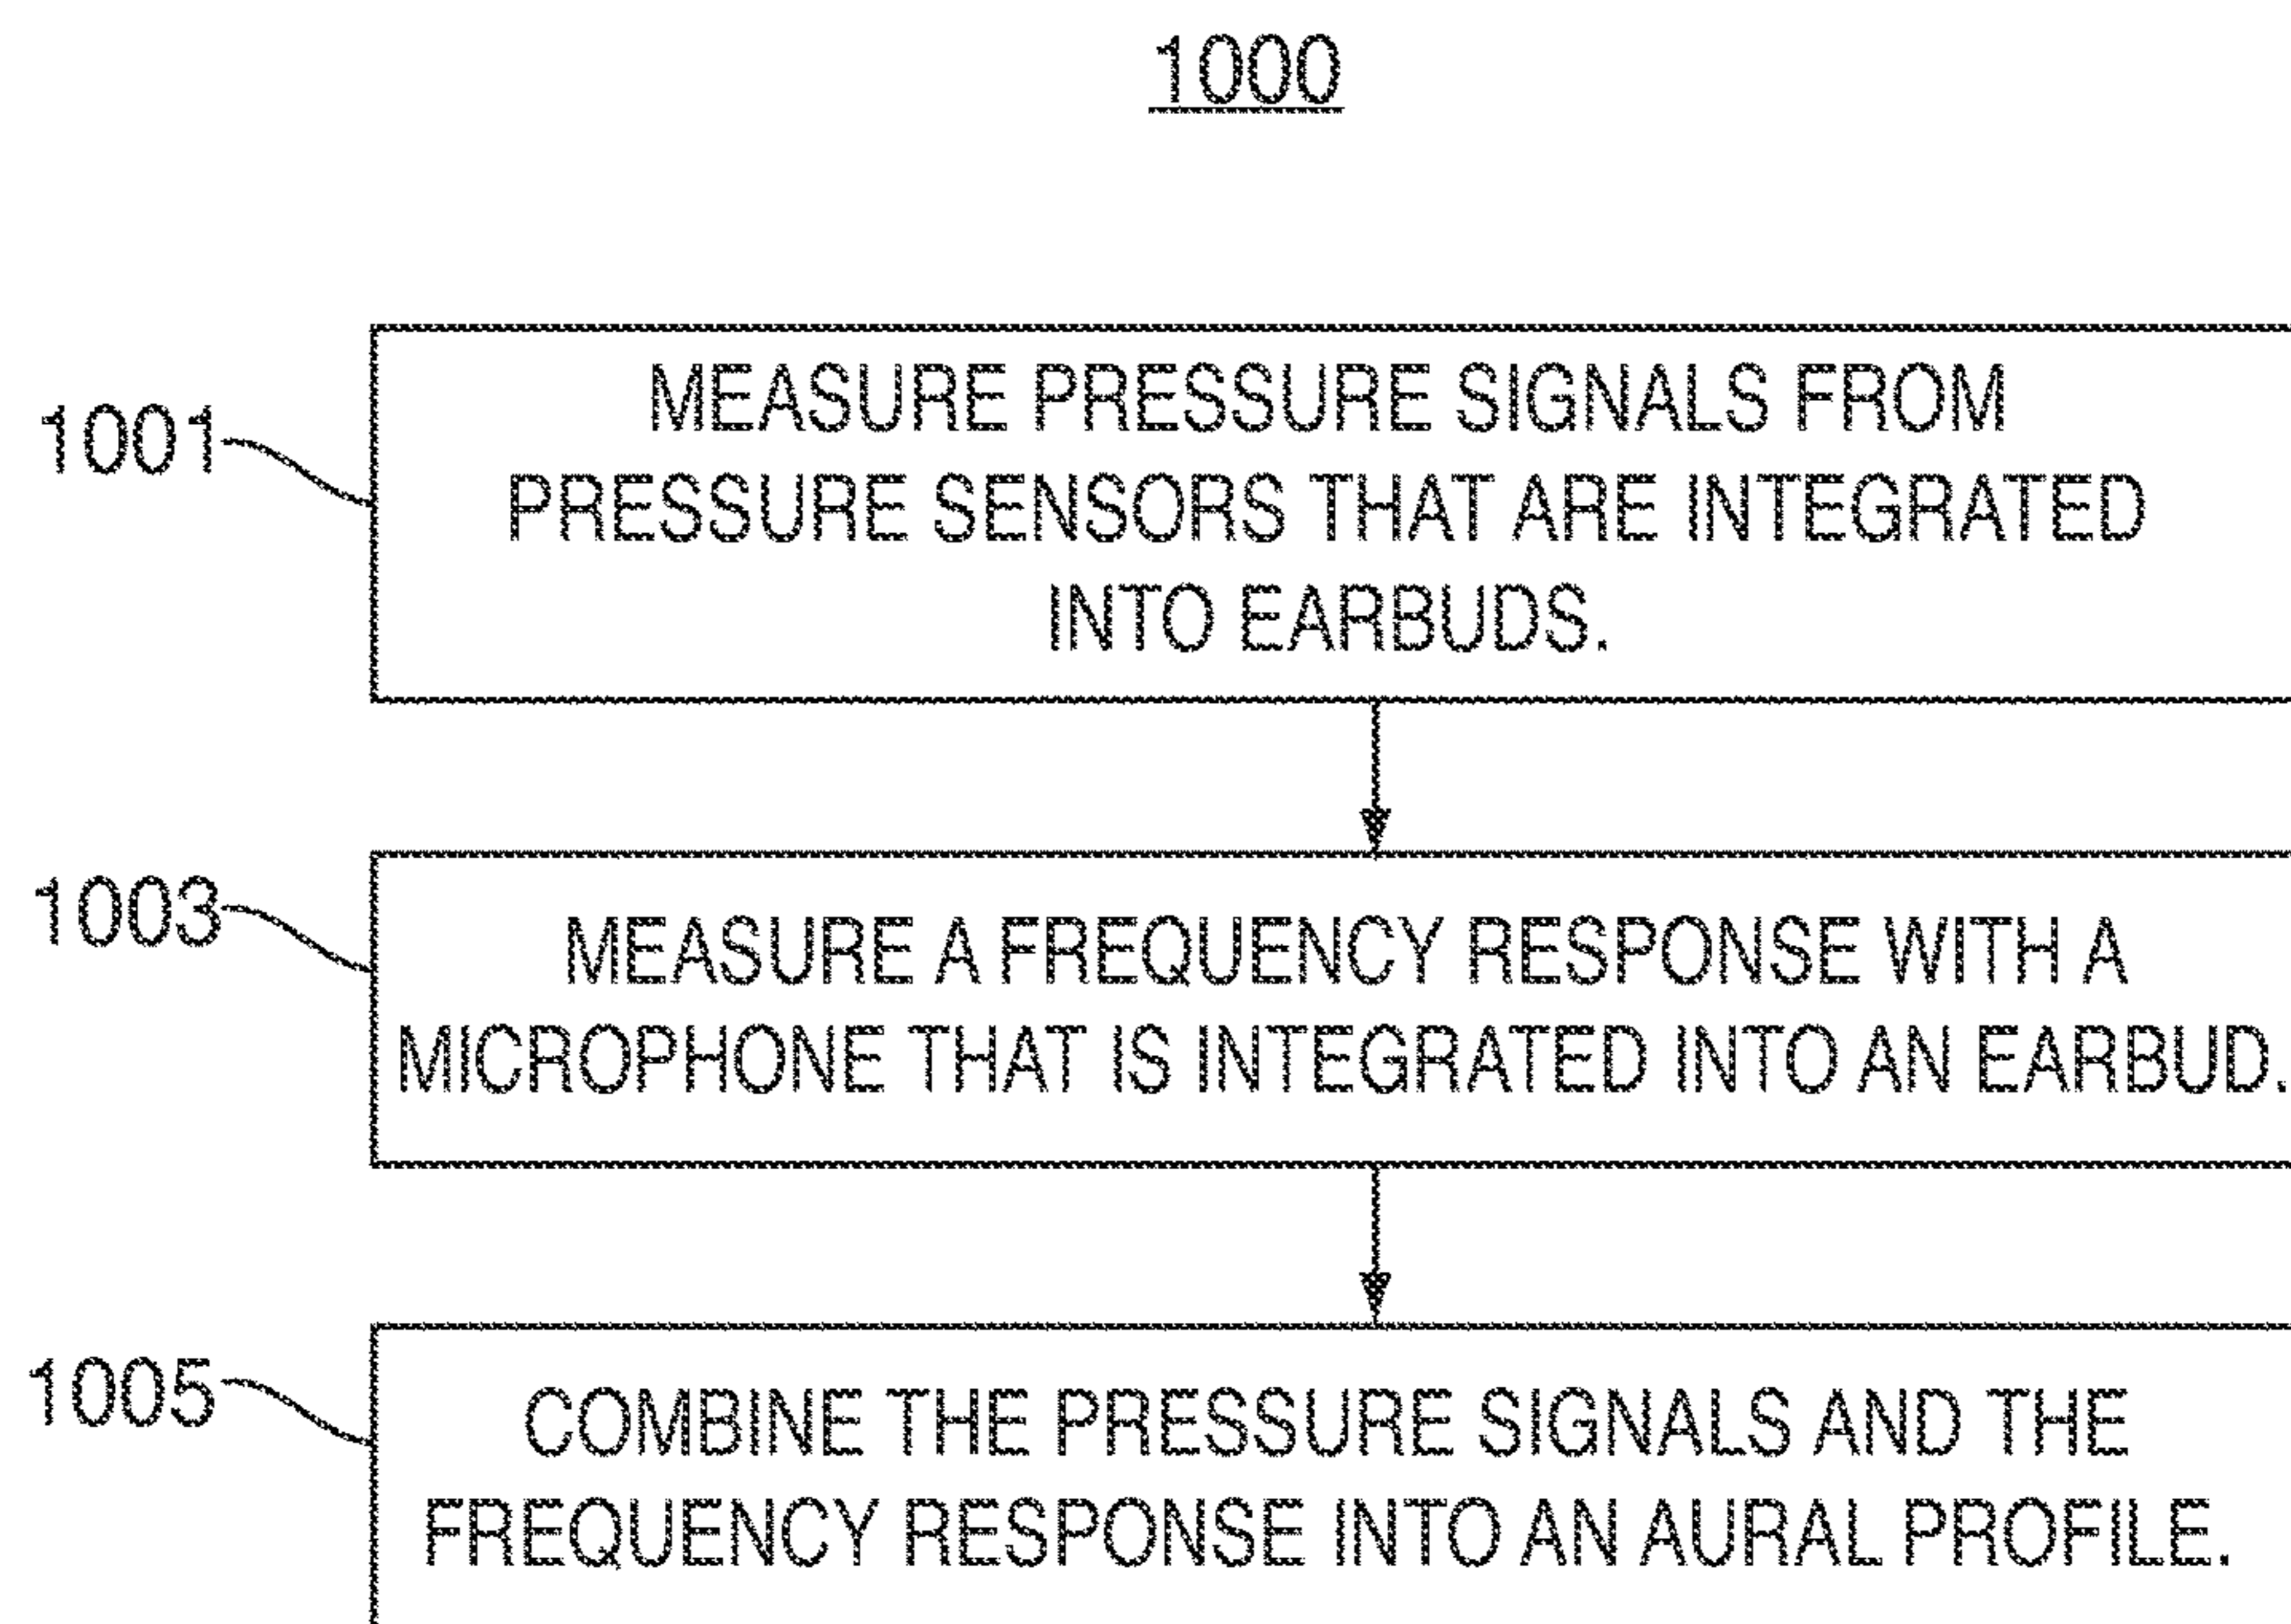 1000
1001
MEASURE PRESSURE SIGNALS FROM
PRESSURE SENSORS THAT ARE INTEGRATED
INTO EARBUDS.
1003
MEASURE A FREQUENCY RESPONSE WITH A
MICROPHONE THAT IS INTEGRATED INTO AN EARBUD.
1005
COMBINE THE PRESSURE SIGNALS AND THE
FREQUENCY RESPONSE INTO AN AURAL PROFILE.